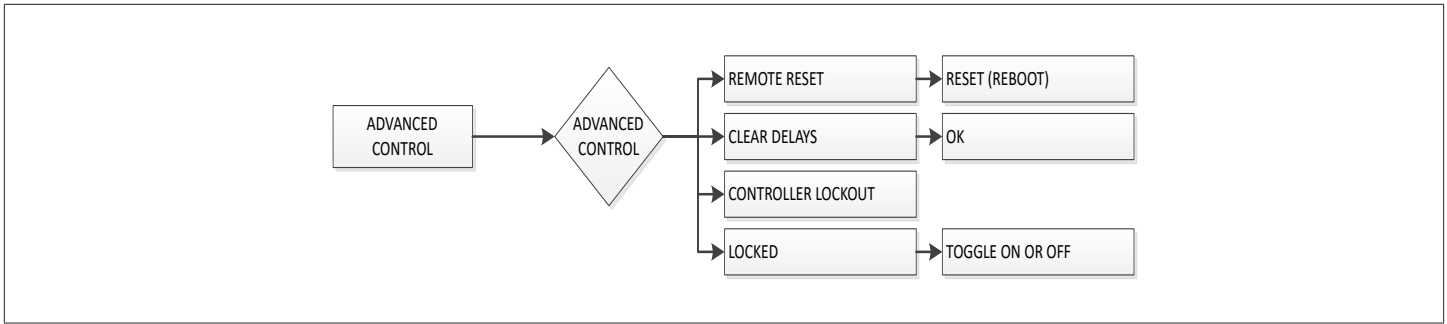 ADVANCED
CONTROL
ADVANCED
CONTROL
REMOTE RESET
RESET (REBOOT)
CLEAR DELAYS
OK
CONTROLLER LOCKOUT
LOCKED
TOGGLE ON OR OFF